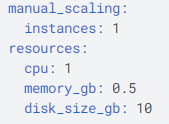 manual_scaling:
  instances: 1
resources:
  cpu: 1
  memory_gb: 0.5
  disk_size_gb: 10